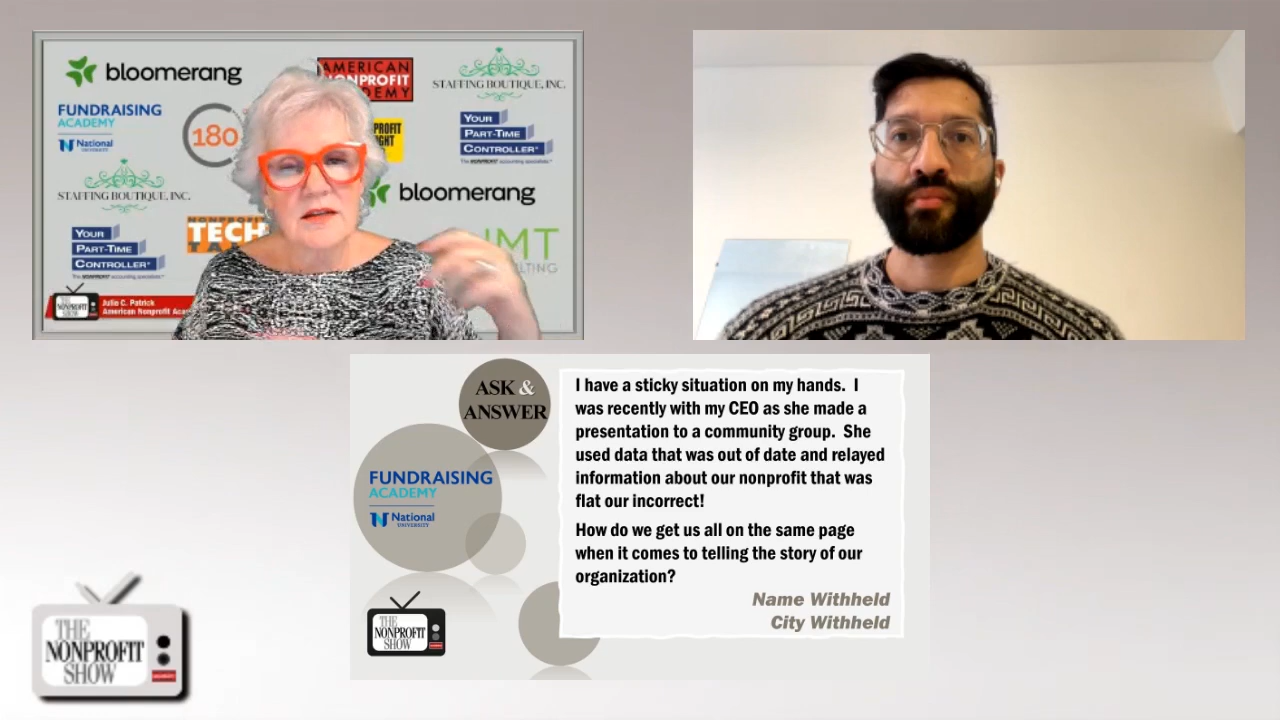 bloomerang
AMERICAN
NONPROFIT
ACADEMY
STAFFING BOUTIQUE, INC.
FUNDRAISING
ACADEMY
National
UNIVERSITY
180
YOUR
PART-TIME
CONTROLLER
STAFFING BOUTIQUE, INC.
bloomerang
YOUR
PART-TIME
CONTROLLER
NONPROFIT
TECH
THE
NONPROFIT
SHOW
Julie C. Patrick
American Nonprofit Aca
ASK &
ANSWER
FUNDRAISING
ACADEMY
National
UNIVERSITY
THE
NONPROFIT
SHOW
I have a sticky situation on my hands. I
was recently with my CEO as she made a
presentation to a community group. She
used data that was out of date and relayed
information about our nonprofit that was
flat our incorrect!
How do we get us all on the same page
when it comes to telling the story of our
organization?
Name Withheld
City Withheld
THE
NONPROFIT
SHOW